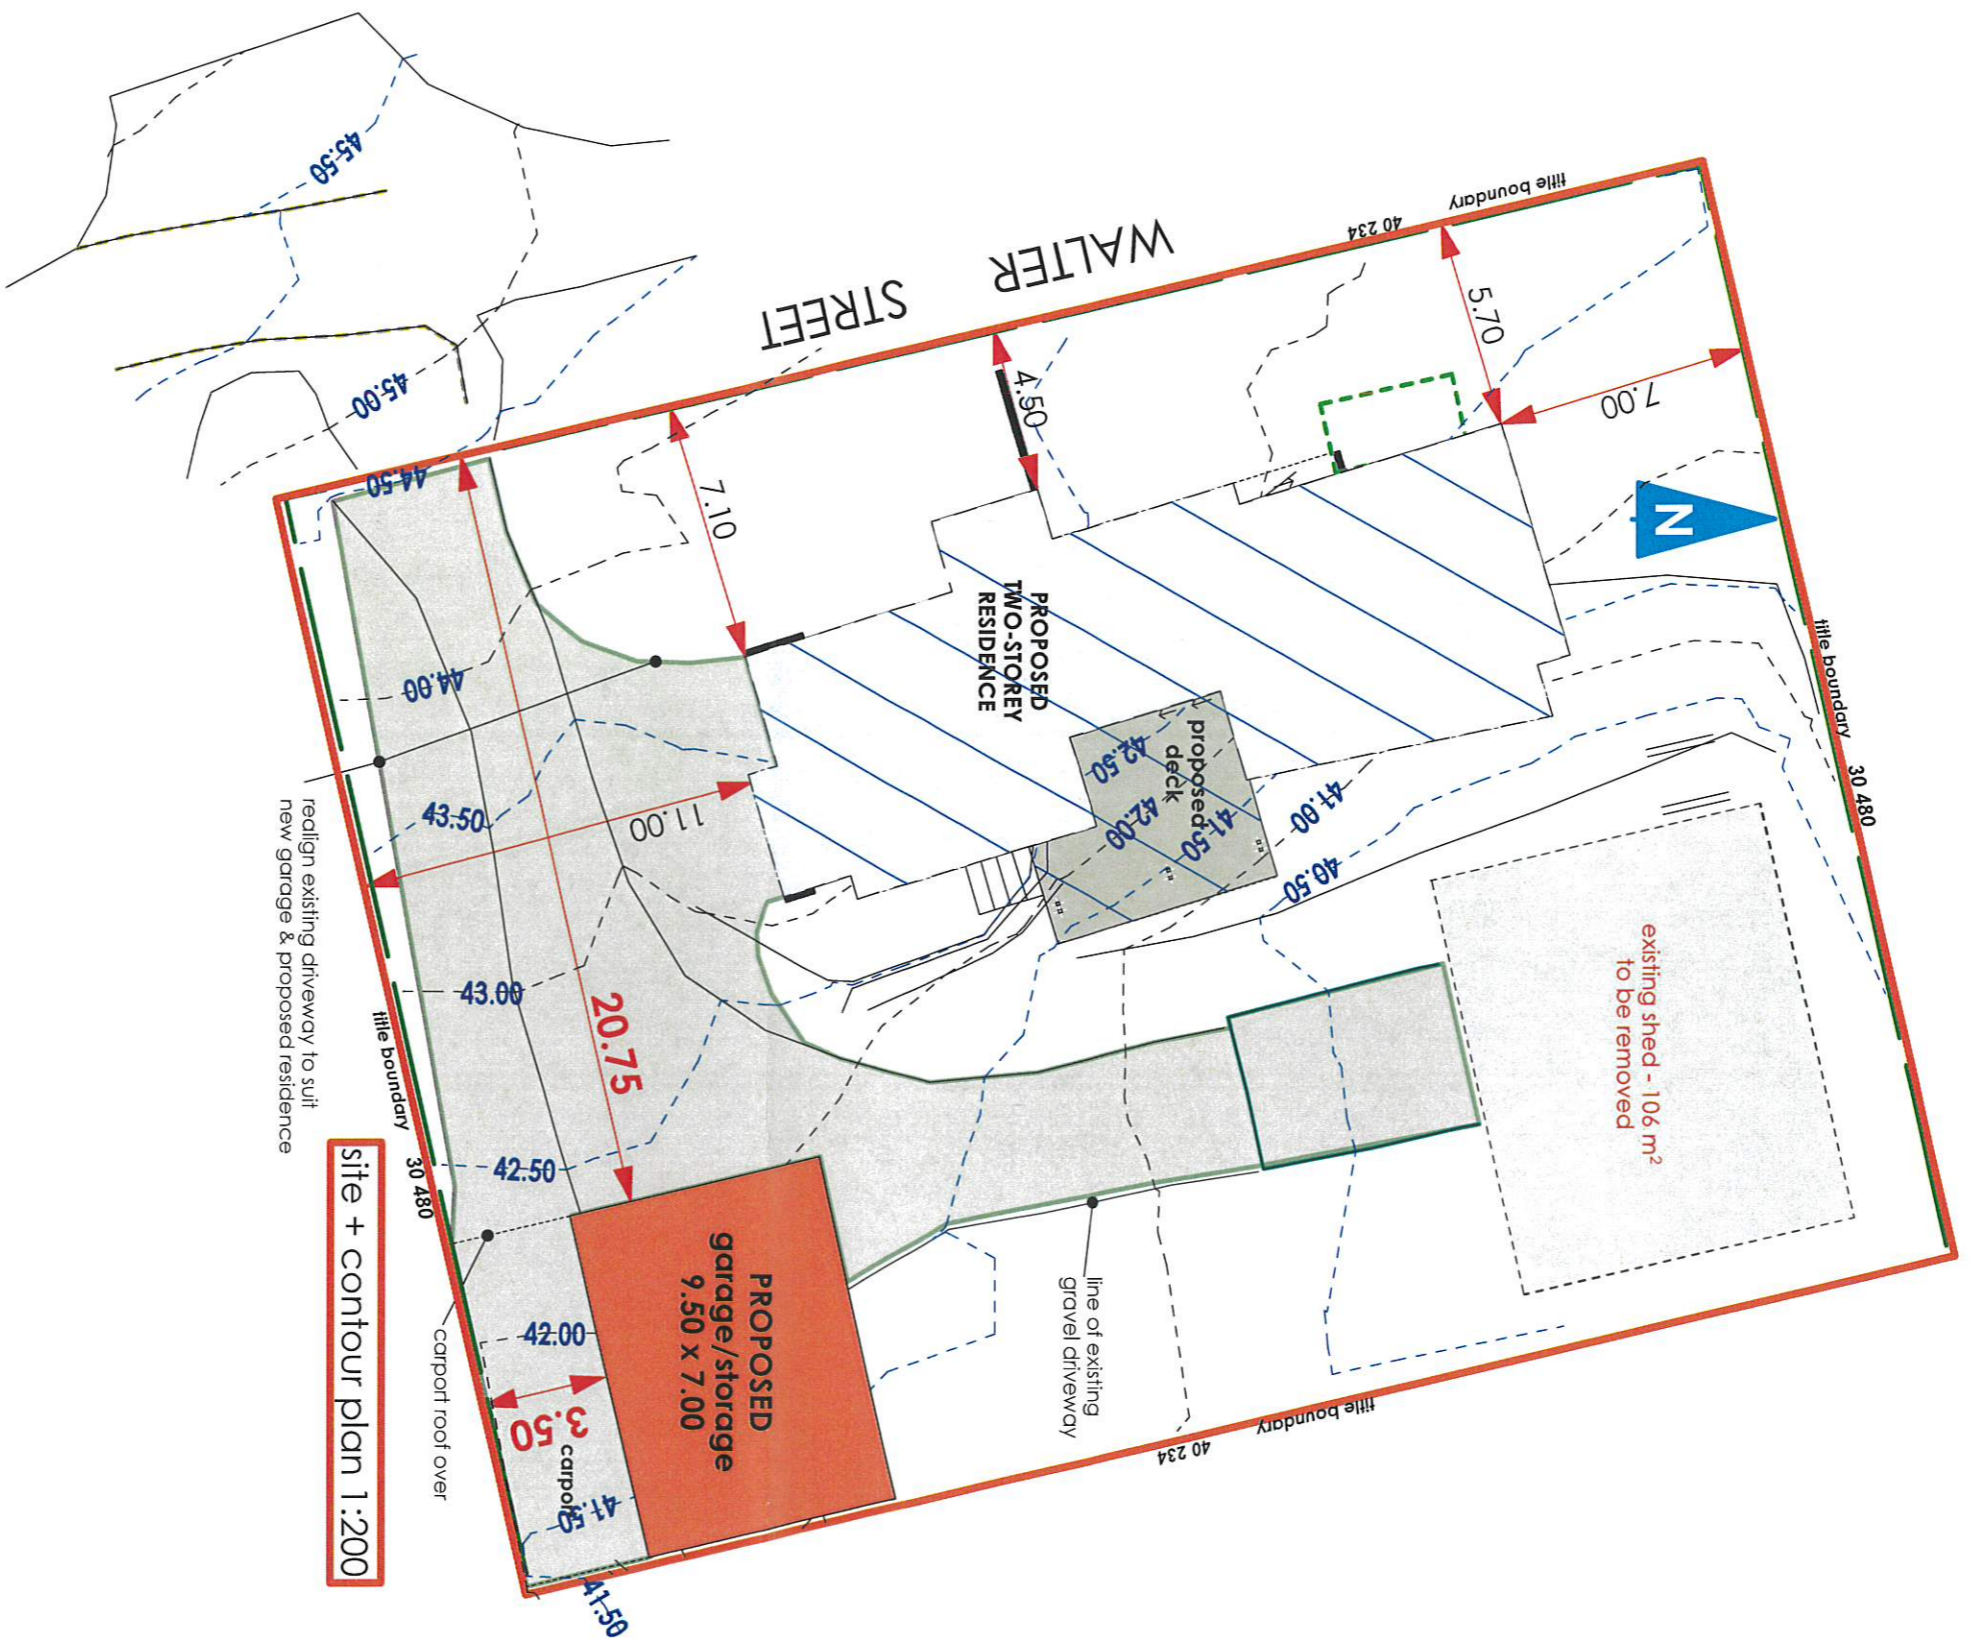 WALTER STREET
title boundary
40 234
5.70
7.00
4.50
7.10
N
45.50
45.00
44.50
44.00
43.50
43.00
42.50
42.00
41.50
41.50
PROPOSED
TWO-STOREY
RESIDENCE
proposed
deck
42.50
42.00
41.50
41.00
40.50
11.00
20.75
title boundary
30 480
existing shed - 106 m²
to be removed
realign existing driveway to suit
new garage & proposed residence
title boundary
30 480
PROPOSED
garage/storage
9.50 x 7.00
3.50
carport
carport roof over
line of existing
gravel driveway
title boundary
40 234
site + contour plan 1:200